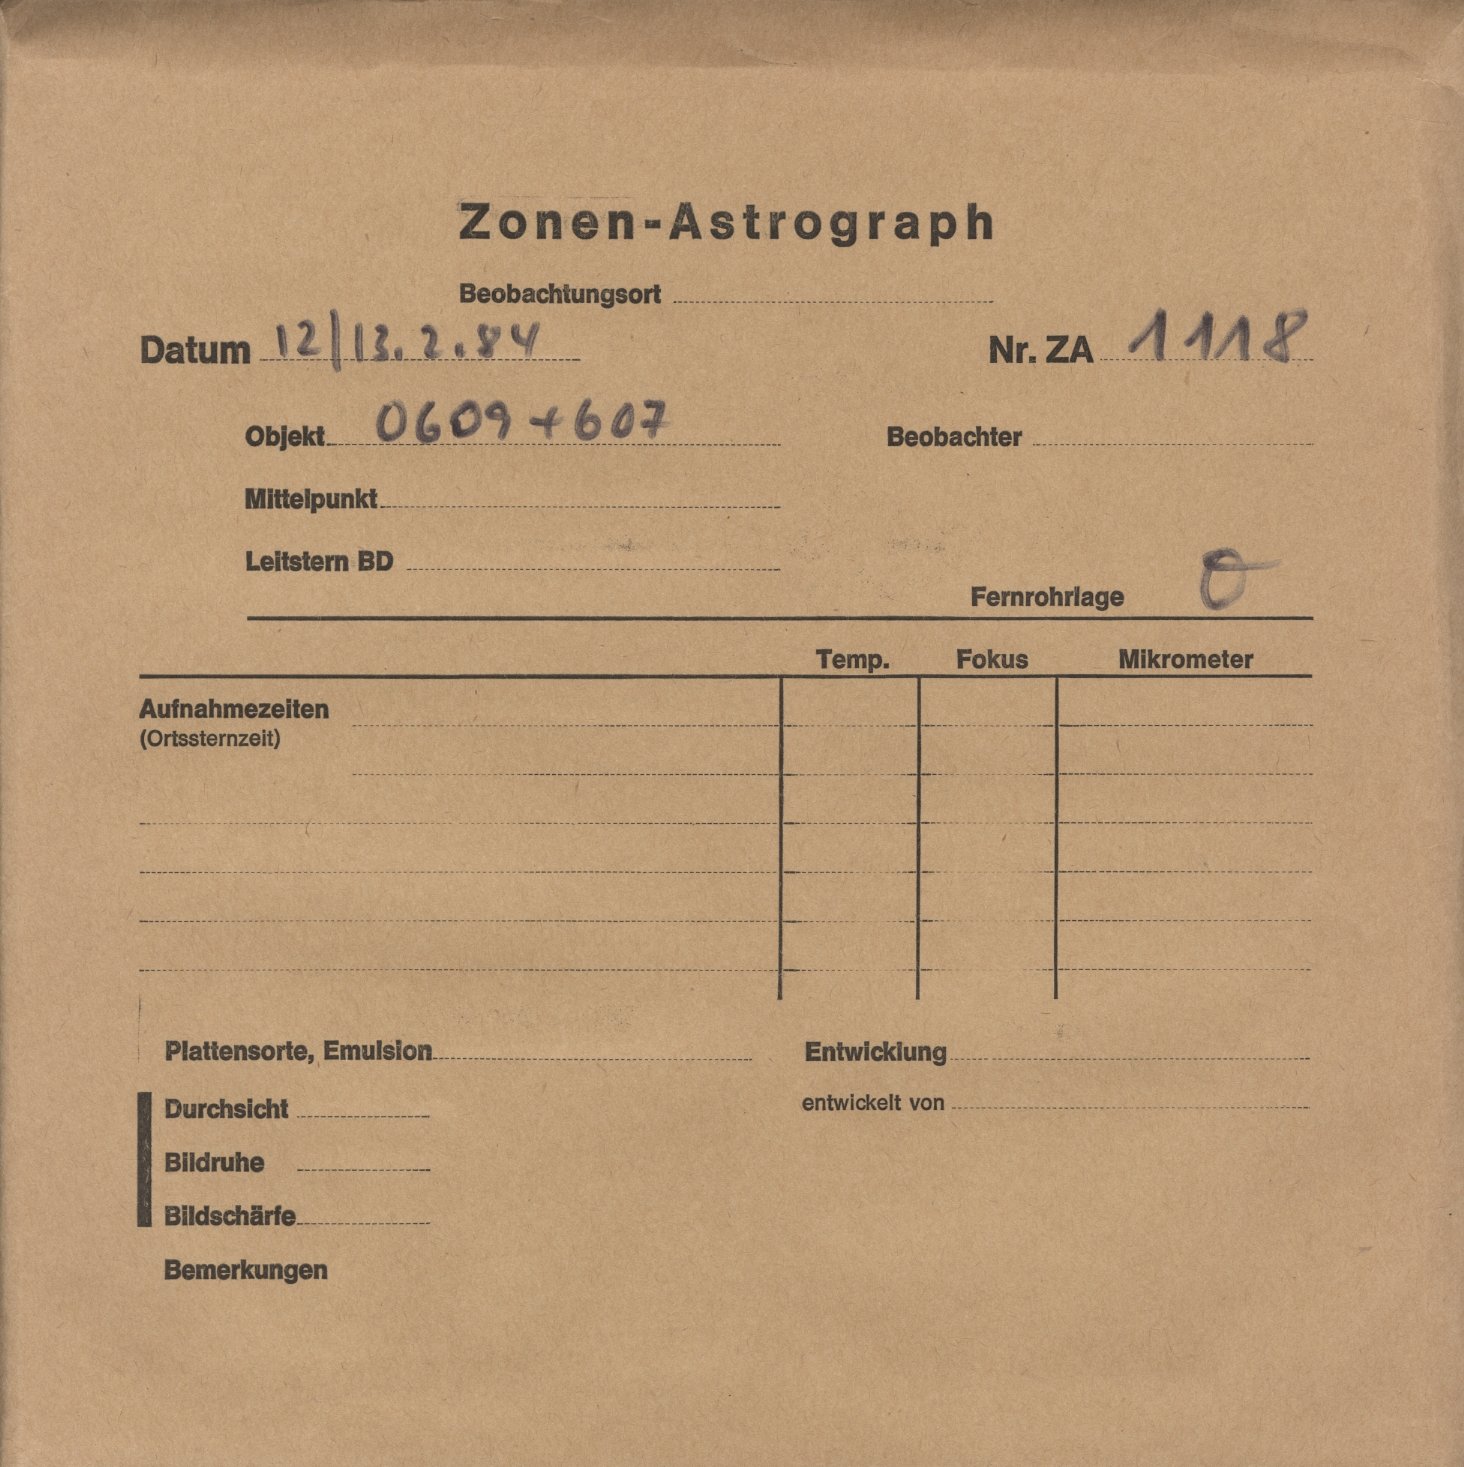 Zonen-Astrograph
Beobachtungsort
Datum 12/13.2.84 Nr. ZA 1118
Objekt 0609+607 Beobachter
Mittelpunkt
Leitstern BD
Fernrohrlage O
Temp. Fokus Mikrometer
Aufnahmezeiten
(Ortssternzeit)
Plattensorte, Emulsion Entwicklung
Durchsicht entwickelt von
Bildruhe
Bildschärfe
Bemerkungen